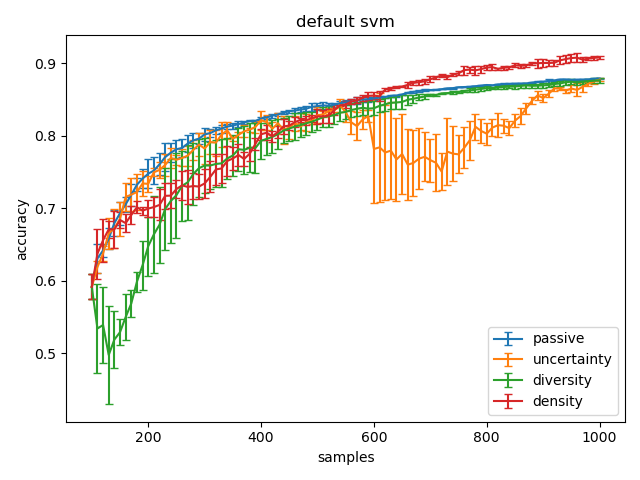 default svm
0.9
0.8
0.7
0.6
0.5
accuracy
200
400
600
800
1000
samples
passive
uncertainty
diversity
density